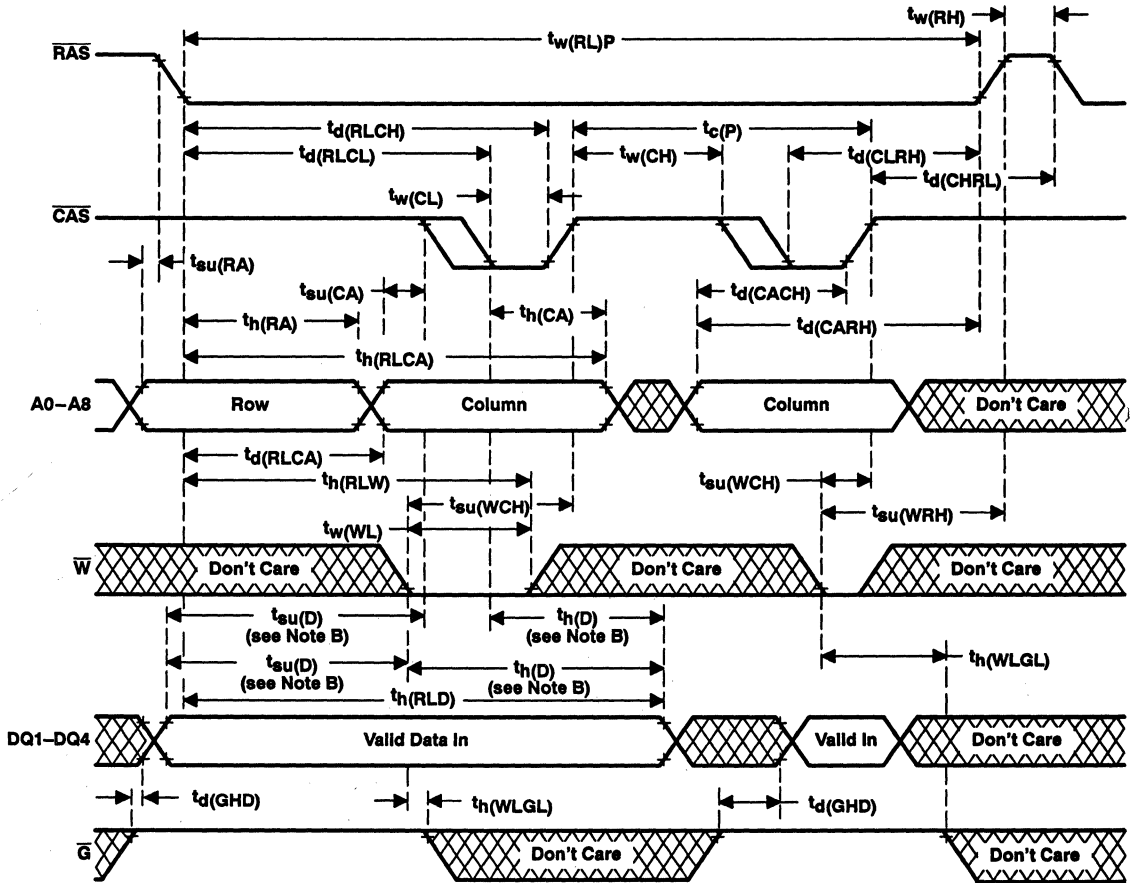 tw(RH)
RAS
tw(RL)P
td(RLCH)
tc(P)
td(RLCL)
tw(CH)
td(CLRH)
tw(CL)
td(CHRL)
CAS
tsu(RA)
tsu(CA)
td(CACH)
th(RA)
th(CA)
td(CARH)
th(RLCA)
A0–A8
Row
Column
Column
Don't Care
td(RLCA)
th(RLW)
tsu(WCH)
tsu(WCH)
tsu(WRH)
tw(WL)
W
Don't Care
Don't Care
Don't Care
tsu(D)
(see Note B)
th(D)
(see Note B)
tsu(D)
(see Note B)
th(D)
(see Note B)
th(WLGL)
th(RLD)
DQ1–DQ4
Valid Data In
Valid In
Don't Care
td(GHD)
th(WLGL)
td(GHD)
G
Don't Care
Don't Care